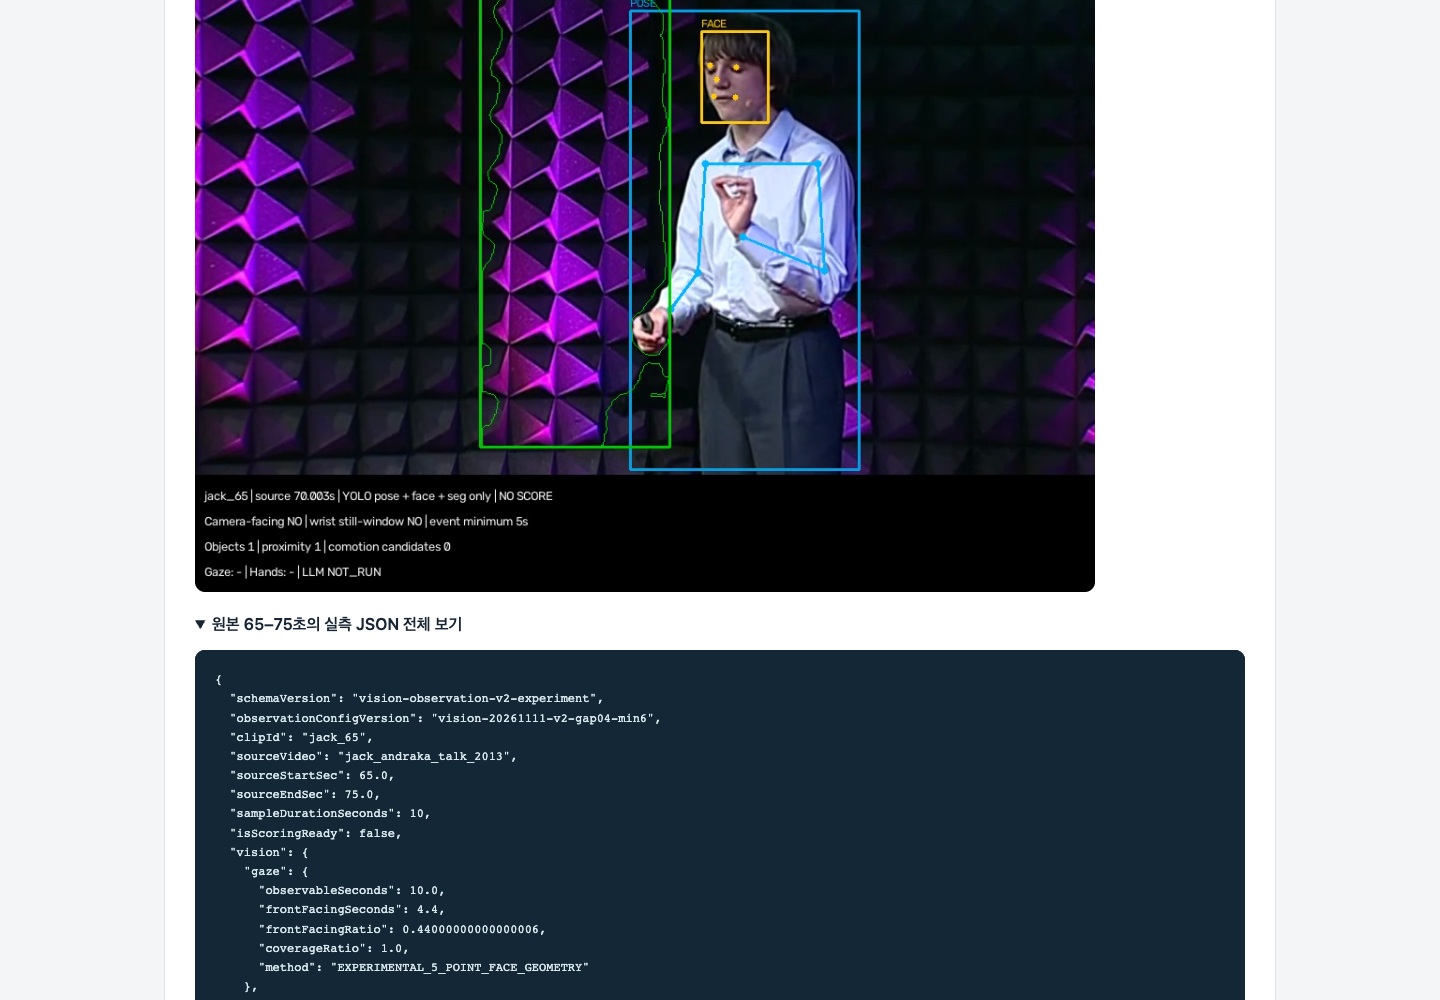 POSE
FACE
jack_65 | source 70.003s | YOLO pose + face + seg only | NO SCORE
Camera-facing NO | wrist still-window NO | event minimum 5s
Objects 1 | proximity 1 | comotion candidates 0
Gaze: - | Hands: - | LLM NOT_RUN
▼ 원본 65–75초의 실측 JSON 전체 보기
{
"schemaVersion": "vision-observation-v2-experiment",
"observationConfigVersion": "vision-20261111-v2-gap04-min6",
"clipId": "jack_65",
"sourceVideo": "jack_andraka_talk_2013",
"sourceStartSec": 65.0,
"sourceEndSec": 75.0,
"sampleDurationSeconds": 10,
"isScoringReady": false,
"vision": {
"gaze": {
"observableSeconds": 10.0,
"frontFacingSeconds": 4.4,
"frontFacingRatio": 0.44000000000000006,
"coverageRatio": 1.0,
"method": "EXPERIMENTAL_5_POINT_FACE_GEOMETRY"
},